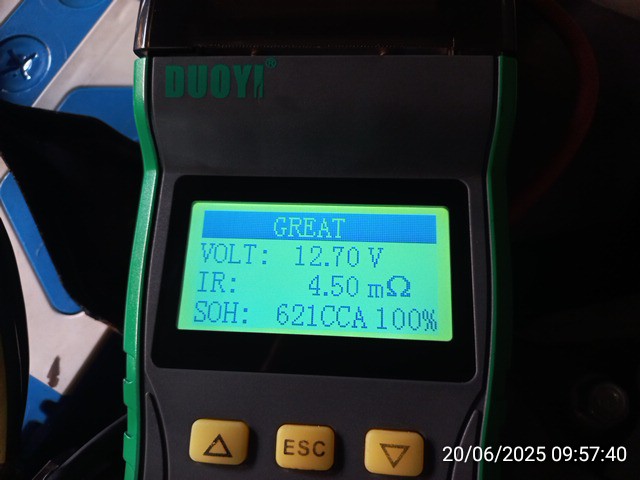 DUOYI®
GREAT
VOLT: 12.70 V
IR: 4.50 mΩ
SOH: 621CCA 100%
ESC
20/06/2025 09:57:40